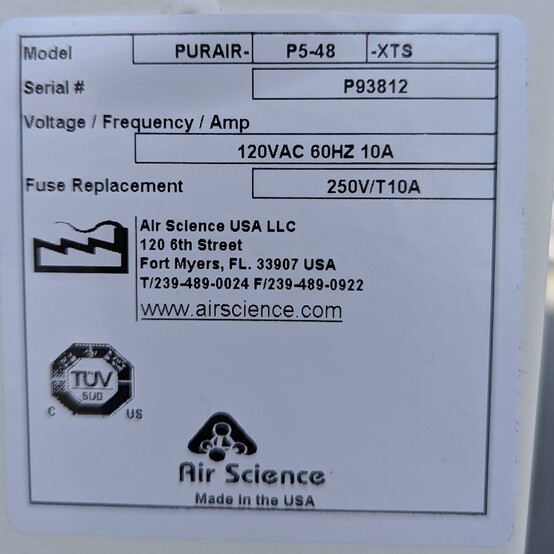 Model PURAIR- P5-48 -XTS
Serial # P93812
Voltage / Frequency / Amp
120VAC 60HZ 10A
Fuse Replacement 250V/T10A
Air Science USA LLC
120 6th Street
Fort Myers, FL. 33907 USA
T/239-489-0024 F/239-489-0922
www.airscience.com
TÜV
SÜD
C US
Air Science
Made in the USA